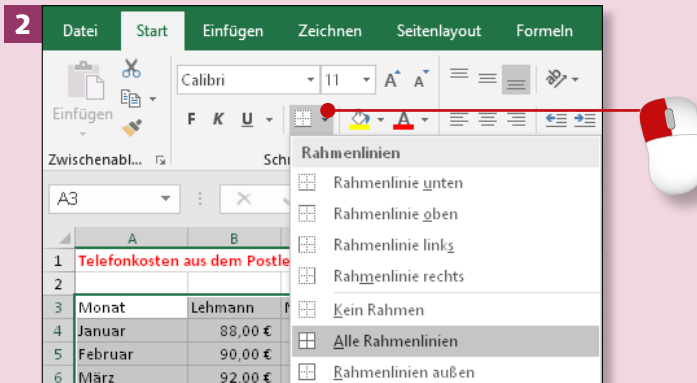 2
Datei Start Einfügen Zeichnen Seitenlayout Formeln
Calibri 11 A A
Einfügen
F K U A
Zwischenabl...
Rahmenlinien
A3
Rahmenlinie unten
Rahmenlinie oben
Rahmenlinie links
Rahmenlinie rechts
Kein Rahmen
Alle Rahmenlinien
Rahmenlinien außen
A B
1 Telefonkosten aus dem Postle
2
3 Monat Lehmann
4 Januar 88,00 €
5 Februar 90,00 €
6 März 92,00 €